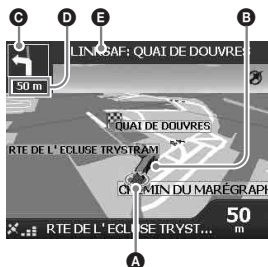 C D E B
LINKSAF: QUAI DE DOUVRES
50 m
QUAI DE DOUVRES
RTE DE L'ECLUSE TRYSTRAM
CHEMIN DU MARÉGRAPH
50
m
RTE DE L'ECLUSE TRYST...
A